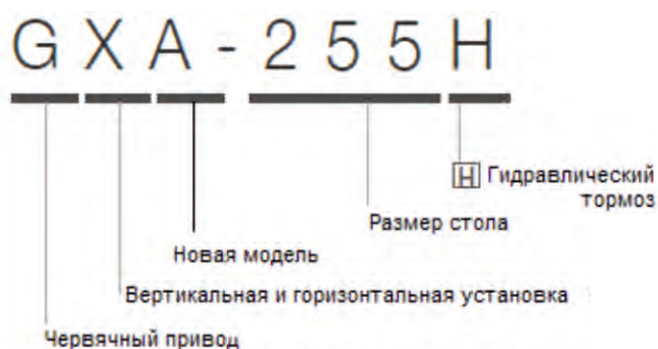 GXA-255H
H Гидравлический
тормоз
Размер стола
Новая модель
Вертикальная и горизонтальная установка
Червячный привод